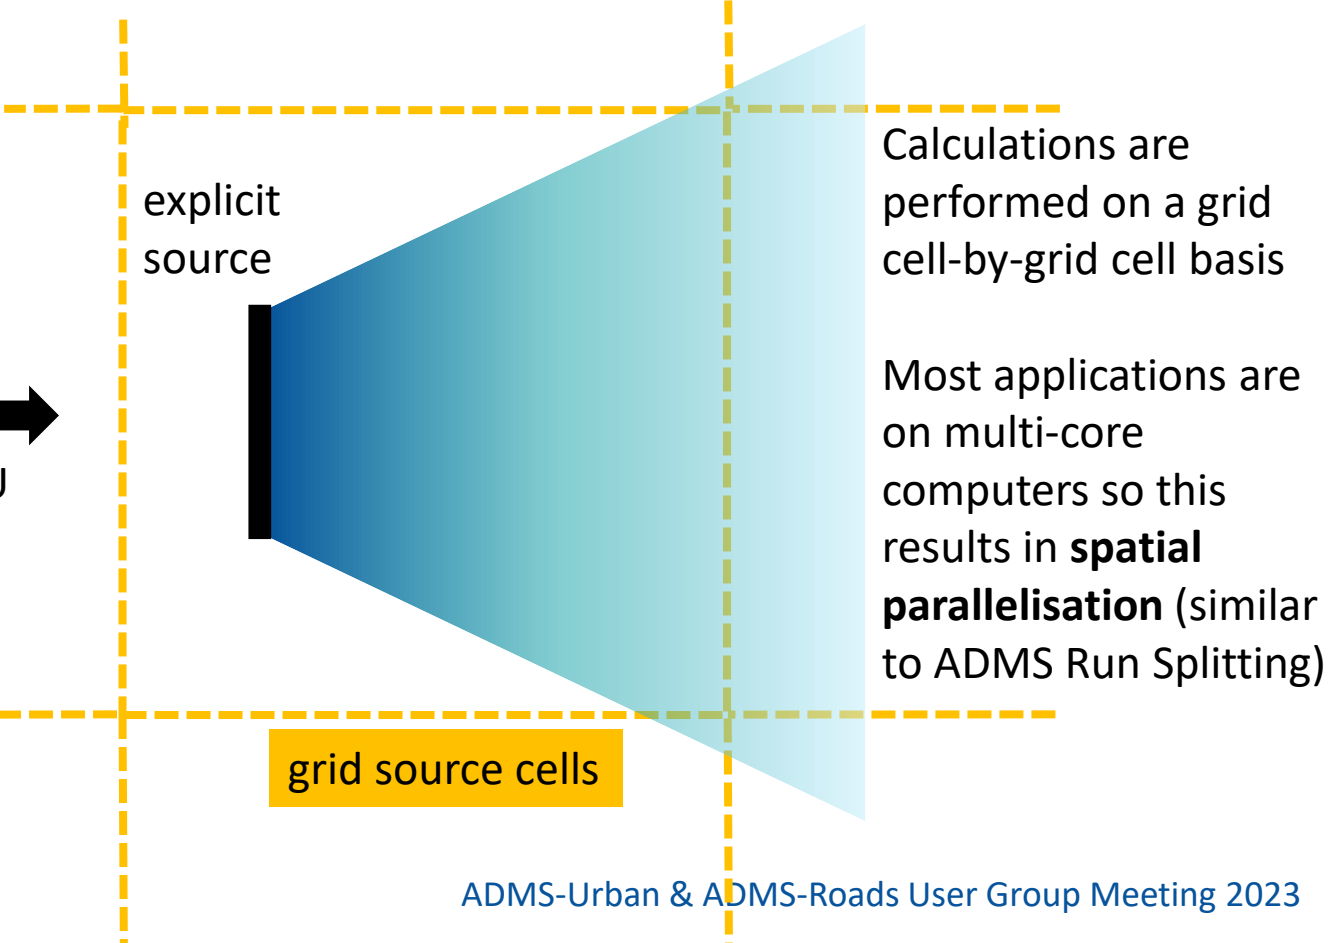 explicit
source
U
grid source cells
Calculations are
performed on a grid
cell-by-grid cell basis
Most applications are
on multi-core
computers so this
results in spatial
parallelisation (similar
to ADMS Run Splitting)
ADMS-Urban & ADMS-Roads User Group Meeting 2023